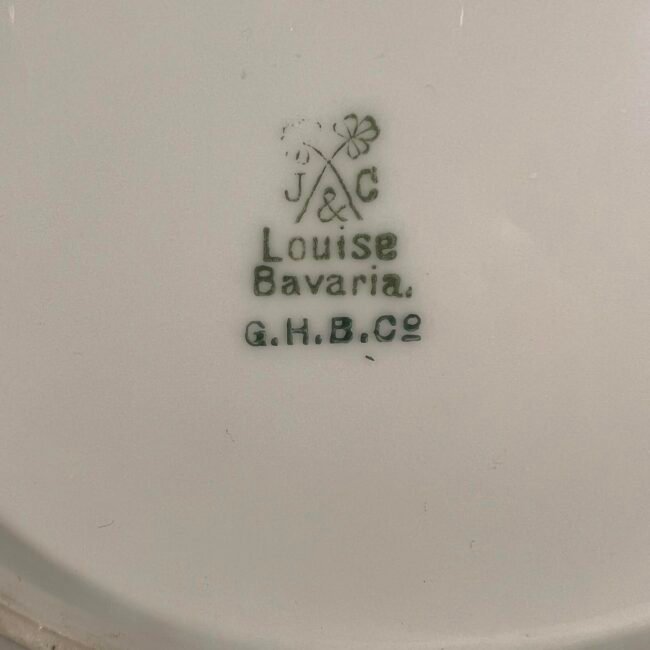 J & C
Louise
Bavaria.
G.H.B.Cº